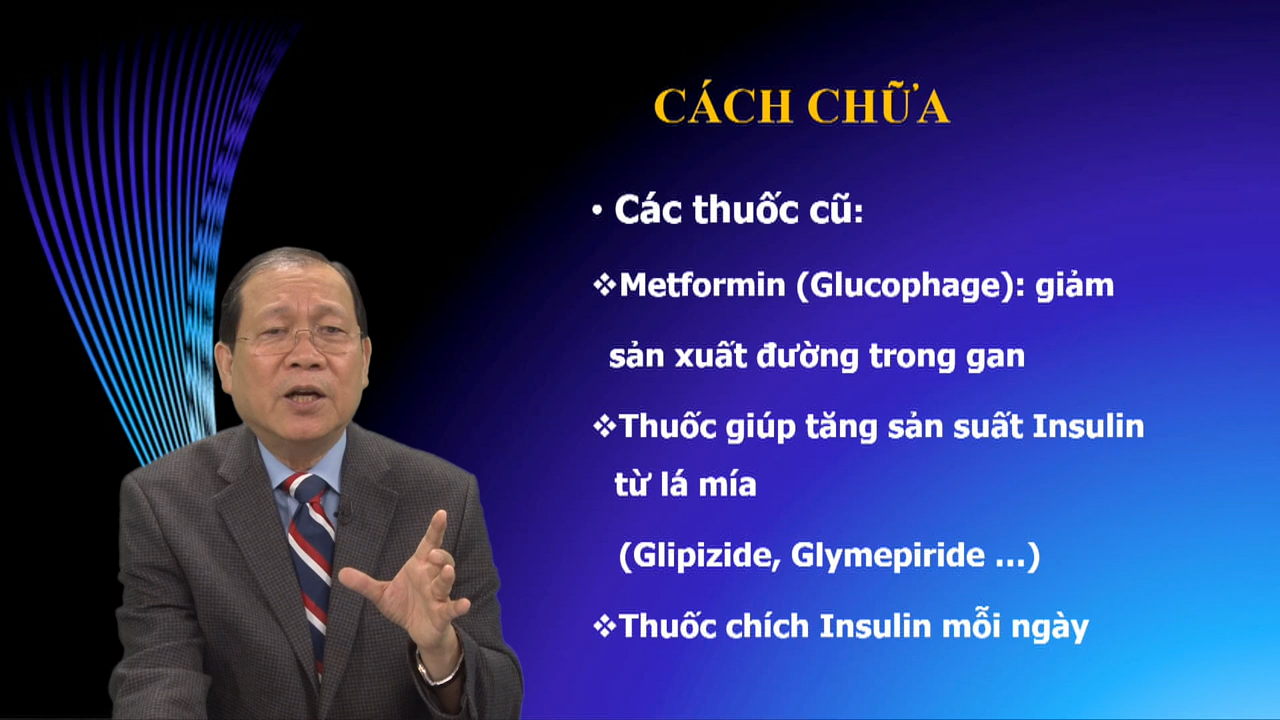 CÁCH CHỮA
• Các thuốc cũ:
❖Metformin (Glucophage): giảm
sản xuất đường trong gan
❖Thuốc giúp tăng sản suất Insulin
từ lá mía
(Glipizide, Glymepiride ...)
❖Thuốc chích Insulin mỗi ngày